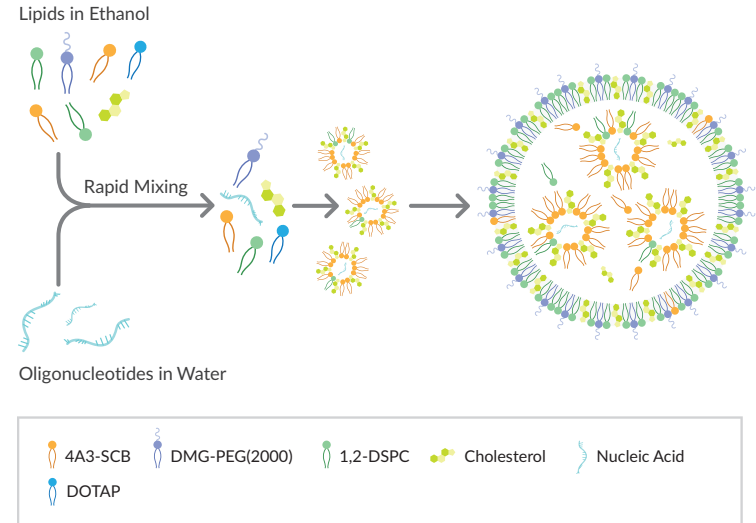 Lipids in Ethanol
Rapid Mixing
Oligonucleotides in Water
4A3-SCB
DMG-PEG(2000)
1,2-DSPC
Cholesterol
Nucleic Acid
DOTAP